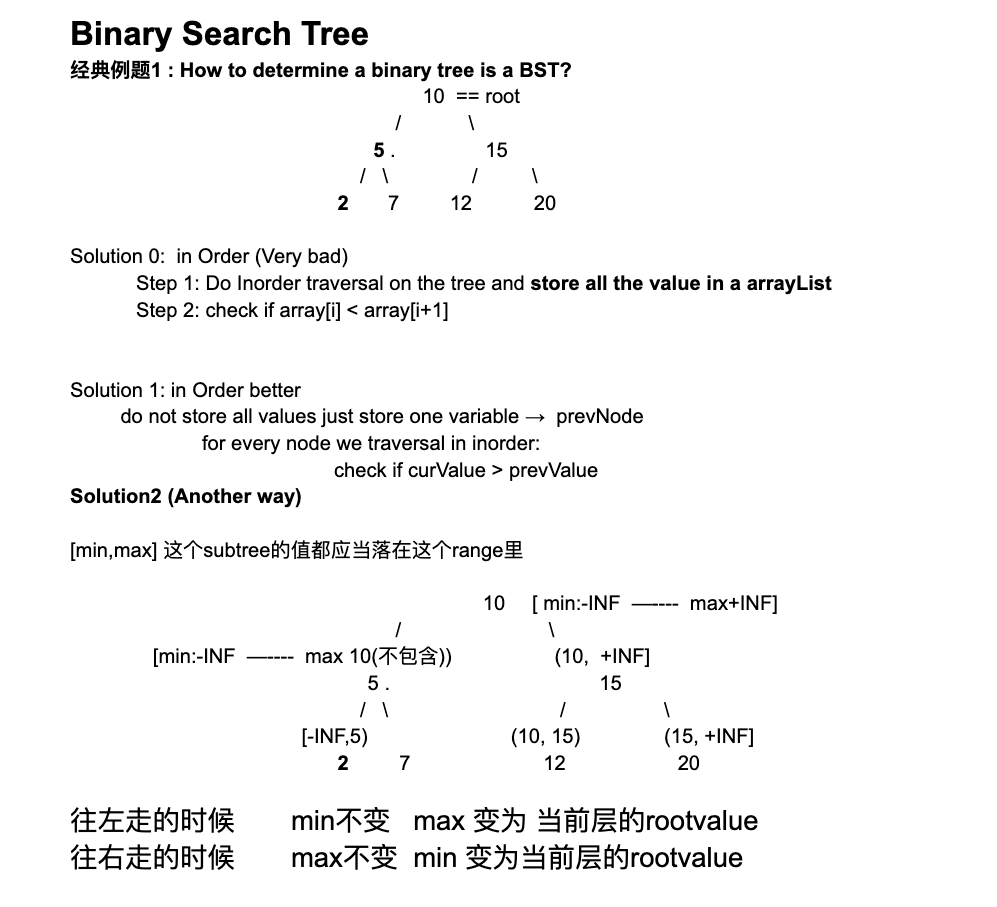 Binary Search Tree
经典例题1 : How to determine a binary tree is a BST?
10 == root
/ \
5 . 15
/ \ / \
2 7 12 20
Solution 0: in Order (Very bad)
Step 1: Do Inorder traversal on the tree and store all the value in a arrayList
Step 2: check if array[i] < array[i+1]
Solution 1: in Order better
do not store all values just store one variable → prevNode
for every node we traversal in inorder:
check if curValue > prevValue
Solution2 (Another way)
[min,max] 这个subtree的值都应当落在这个range里
10 [ min:-INF —---- max+INF]
/ \
[min:-INF —---- max 10(不包含)) (10, +INF]
5 . 15
/ \ / \
[-INF,5) (10, 15) (15, +INF]
2 7 12 20
往左走的时候 min不变 max 变为 当前层的rootvalue
往右走的时候 max不变 min 变为当前层的rootvalue